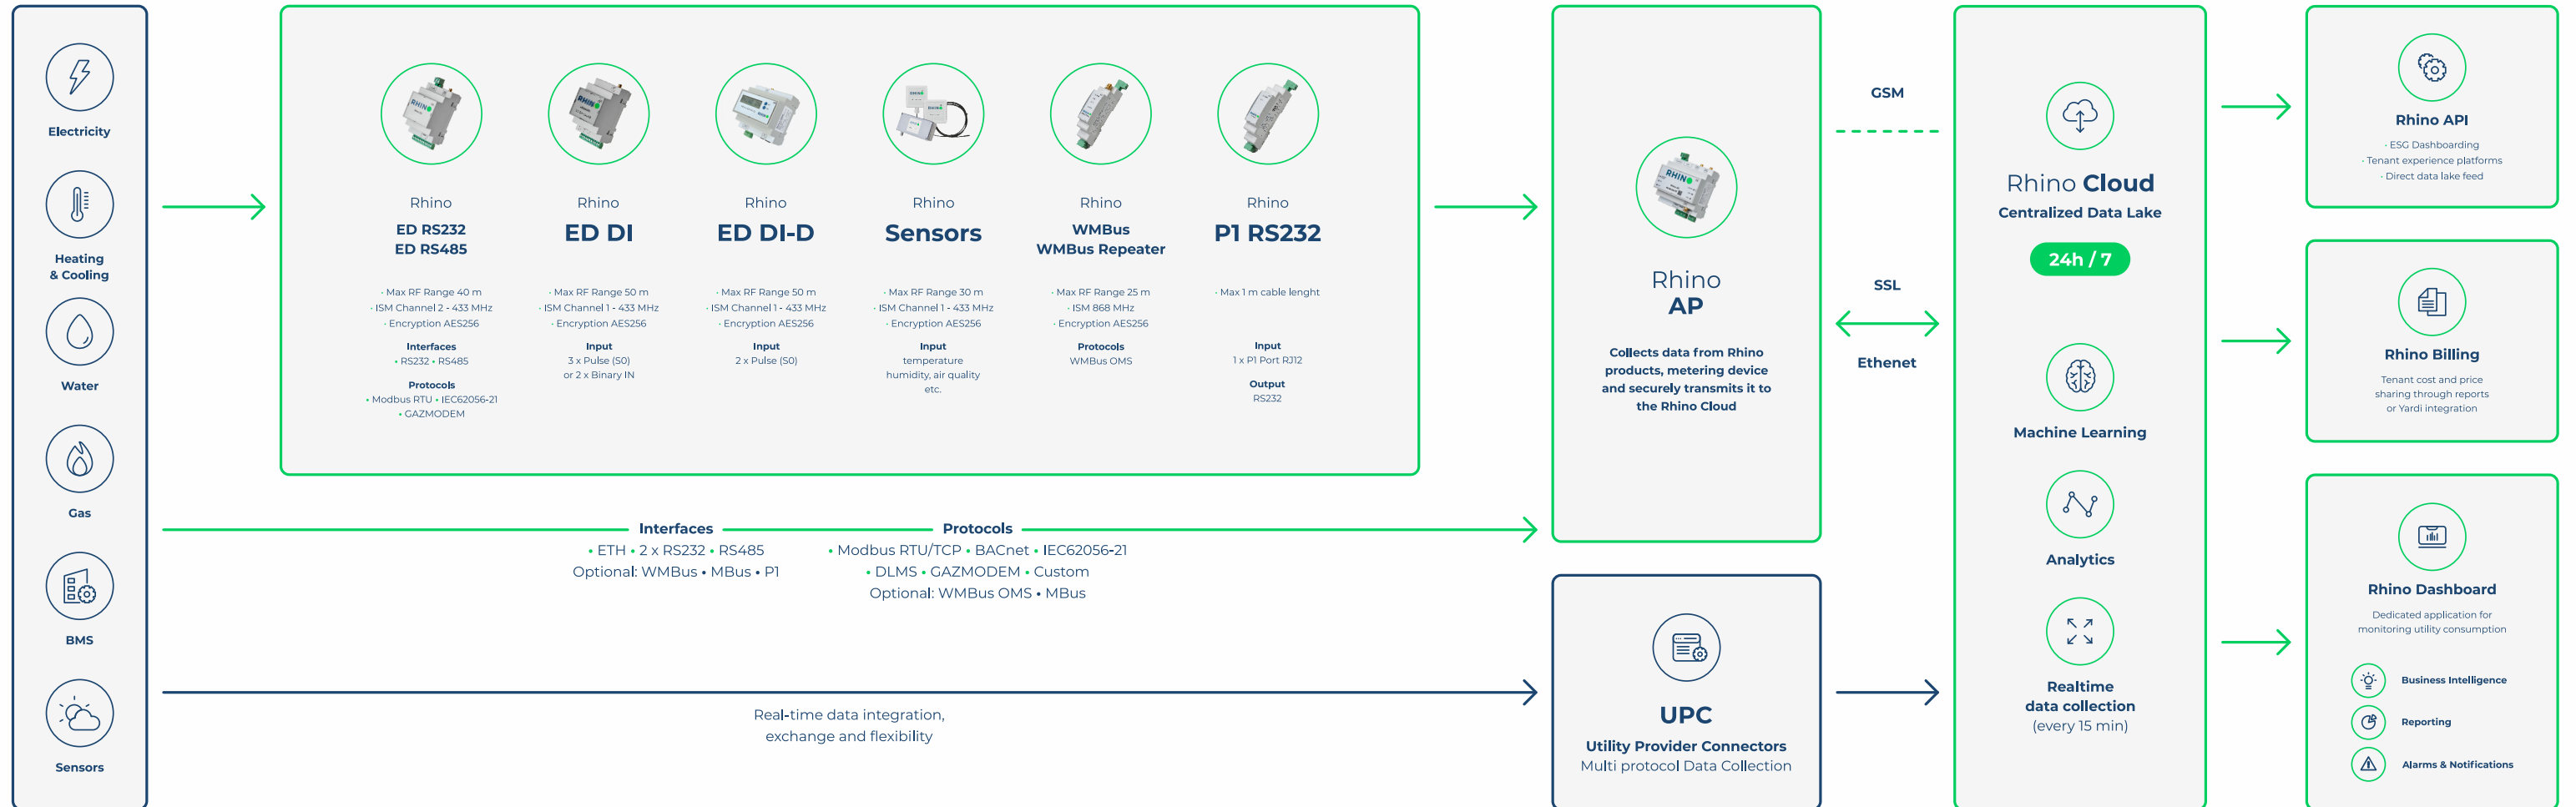 Electricity
Heating
& Cooling
Water
Gas
BMS
Sensors
Rhino
ED RS232
ED RS485
· Max RF Range 40 m
· ISM Channel 2 - 433 MHz
· Encryption AES256
Interfaces
• RS232 • RS485
Protocols
• Modbus RTU • IEC62056-21
• GAZMODEM
Rhino
ED DI
· Max RF Range 50 m
· ISM Channel 1 - 433 MHz
· Encryption AES256
Input
3 x Pulse (S0)
or 2 x Binary IN
Rhino
ED DI-D
· Max RF Range 50 m
· ISM Channel 1 - 433 MHz
· Encryption AES256
Input
2 x Pulse (S0)
Rhino
Sensors
· Max RF Range 30 m
· ISM Channel 1 - 433 MHz
· Encryption AES256
Input
temperature
humidity, air quality
etc.
Rhino
WMBus
WMBus Repeater
· Max RF Range 25 m
· ISM 868 MHz
· Encryption AES256
Protocols
WMBus OMS
Rhino
P1 RS232
· Max 1 m cable lenght
Input
1 x P1 Port RJ12
Output
RS232
Interfaces
• ETH • 2 x RS232 • RS485
Optional: WMBus • MBus • P1
Protocols
• Modbus RTU/TCP • BACnet • IEC62056-21
• DLMS • GAZMODEM • Custom
Optional: WMBus OMS • MBus
Real-time data integration,
exchange and flexibility
RHINO
Rhino
AP
Collects data from Rhino
products, metering device
and securely transmits it to
the Rhino Cloud
UPC
Utility Provider Connectors
Multi protocol Data Collection
GSM
SSL
Ethenet
Rhino Cloud
Centralized Data Lake
24h / 7
Machine Learning
Analytics
Realtime
data collection
(every 15 min)
Rhino API
· ESG Dashboarding
· Tenant experience platforms
· Direct data lake feed
Rhino Billing
Tenant cost and price
sharing through reports
or Yardi integration
Rhino Dashboard
Dedicated application for
monitoring utility consumption
Business Intelligence
Reporting
Alarms & Notifications